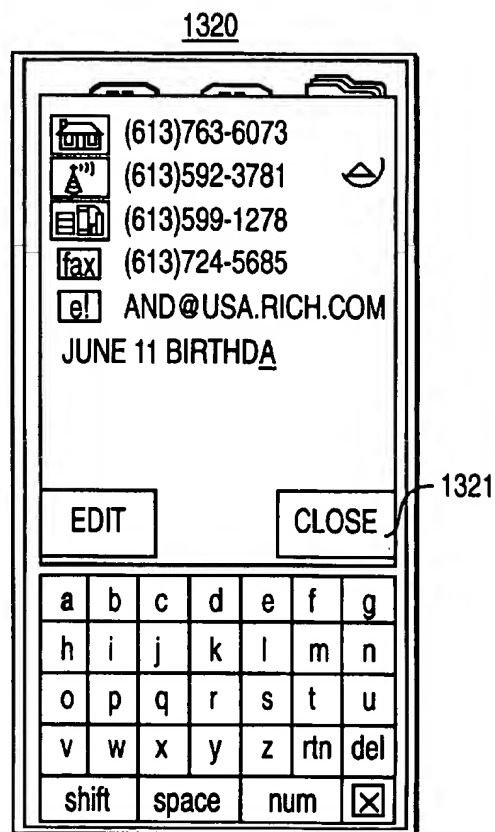 1320
(613)763-6073
(613)592-3781
(613)599-1278
fax (613)724-5685
e! AND@USA.RICH.COM
JUNE 11 BIRTHDA
EDIT CLOSE
1321
a b c d e f g
h i j k l m n
o p q r s t u
v w x y z rtn del
shift space num